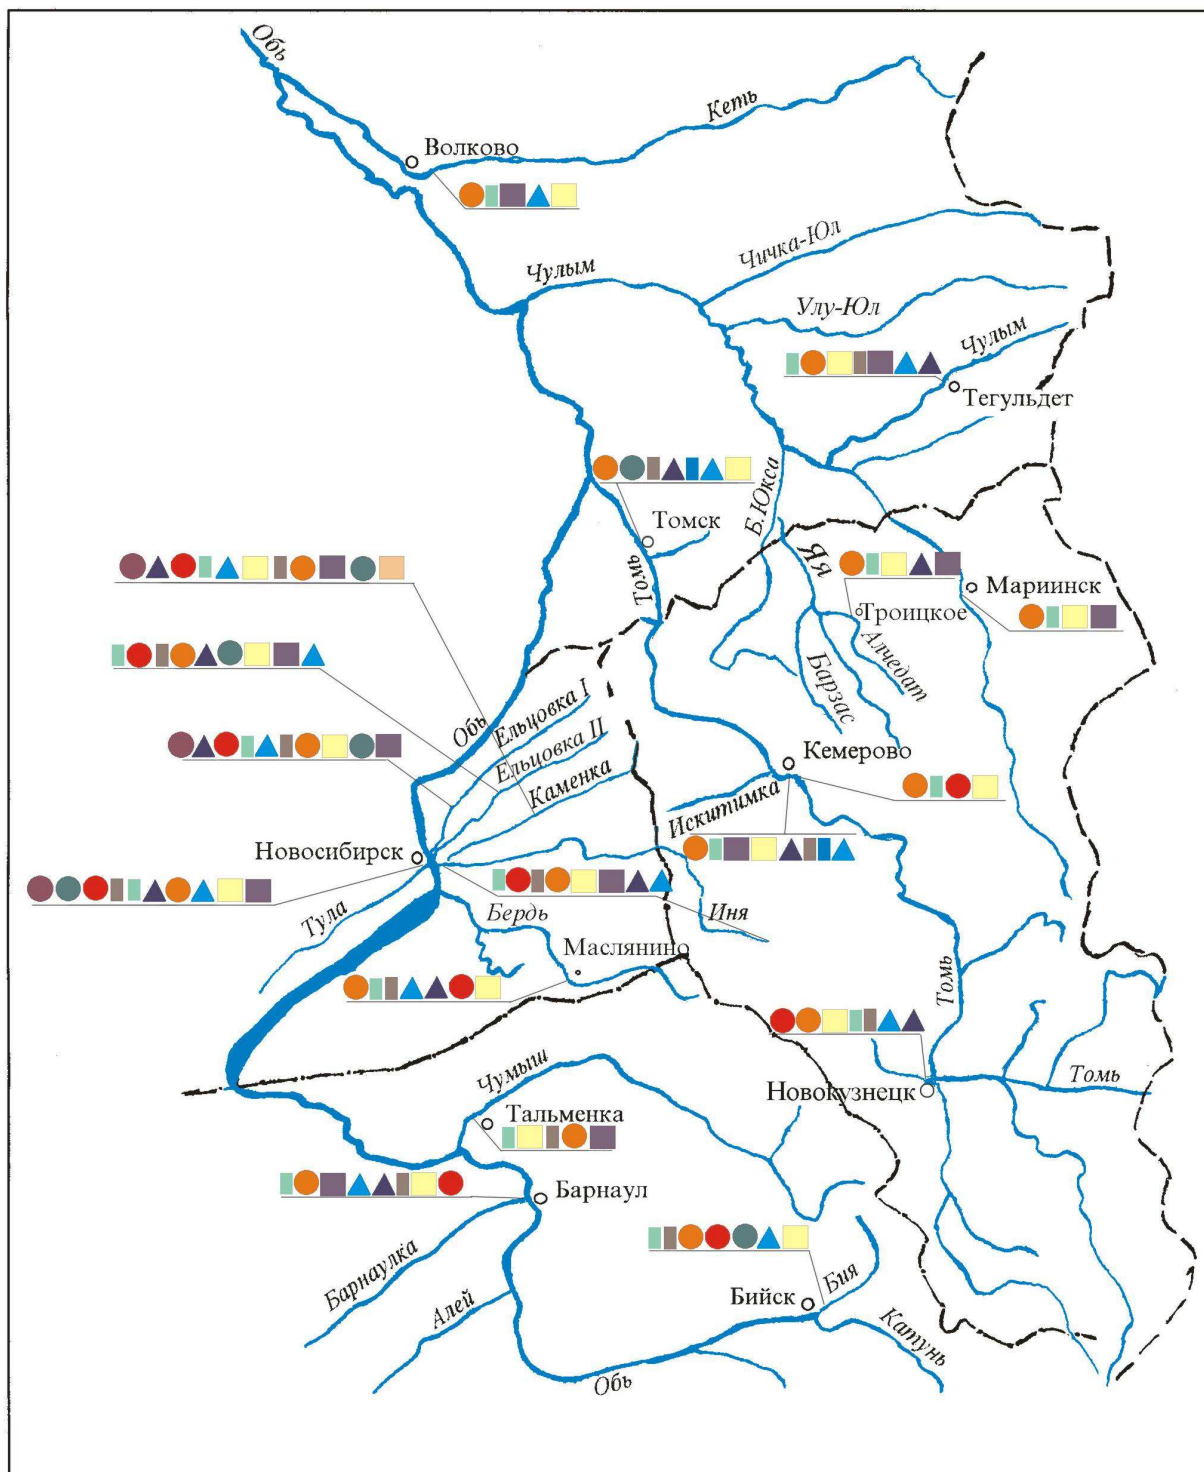 Обь
Кеть
Волково
Чичка-Юл
Чулым
Улу-Юл
Чулым
Тегульдет
Б.Юкса
Томск
Яя
Томь
Мариинск
Троицкое
Алчедат
Барзас
Обь
Ельцовка I
Ельцовка II
Каменка
Кемерово
Искитимка
Новосибирск
Тула
Бердь
Иня
Маслянино
Томь
Чумыш
Новокузнецк
Томь
Тальменка
Барнаул
Барнаулка
Алей
Бийск
Бия
Катунь
Обь